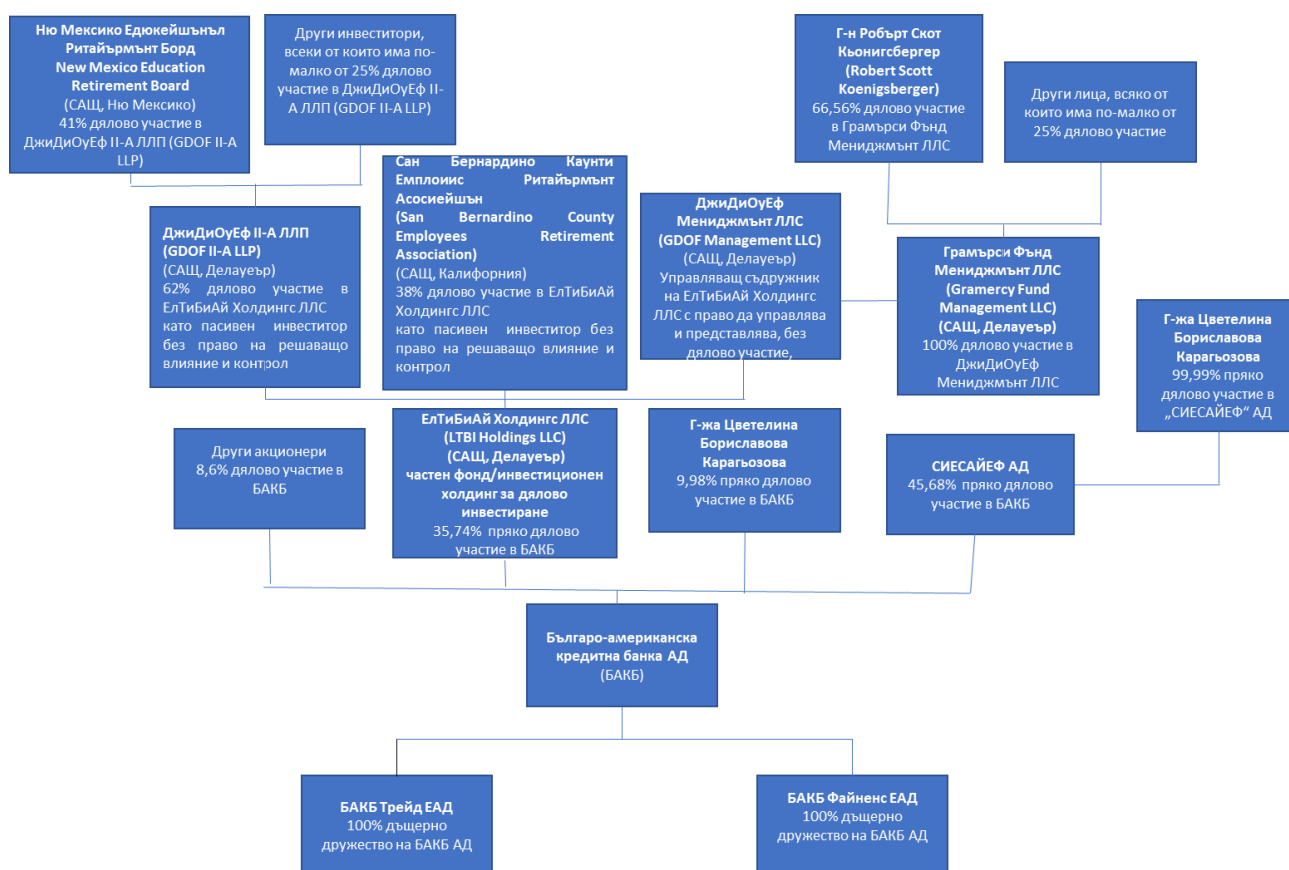 Ню Мексико Едюкейшънъл
Ритайърмънт Борд
New Mexico Education
Retirement Board
(САЩ, Ню Мексико)
41% дялово участие в
ДжиДиОуЕф II-А ЛЛП (GDOF II-A
LLP)
Други инвеститори,
всеки от които има по-
малко от 25% дялово
участие в ДжиДиОуЕф II-
А ЛЛП (GDOF II-A LLP)
Г-н Робърт Скот
Кьонигсбергер
(Robert Scott
Koenigsberger)
66,56% дялово участие
в Грамърси Фънд
Мениджмънт ЛЛС
Други лица, всяко от
които има по-малко от
25% дялово участие
ДжиДиОуЕф II-А ЛЛП
(GDOF II-A LLP)
(САЩ, Делауеър)
62% дялово участие в
ЕлТиБиАй Холдингс ЛЛС
като пасивен инвеститор
без право на решаващо
влияние и контрол
Сан Бернардино Каунти
Емплоиис Ритайърмънт
Асосиейшън
(San Bernardino County
Employees Retirement
Association)
(САЩ, Калифорния)
38% дялово участие в ЕлТиБиАй
Холдингс ЛЛС
като пасивен инвеститор без
право на решаващо влияние и
контрол
ДжиДиОуЕф
Мениджмънт ЛЛС
(GDOF Management LLC)
(САЩ, Делауеър)
Управляващ съдружник
на ЕлТиБиАй Холдингс
ЛЛС с право да управлява
и представлява, без
дялово участие,
Грамърси Фънд
Мениджмънт ЛЛС
(Gramercy Fund
Management LLC)
(САЩ, Делауеър)
100% дялово участие в
ДжиДиОуЕф
Мениджмънт ЛЛС
Г-жа Цветелина
Бориславова
Карагьозова
99,99% пряко
дялово участие в
„СИЕСАЙЕФ“ АД
Други акционери
8,6% дялово участие в
БАКБ
ЕлТиБиАй Холдингс ЛЛС
(LTBI Holdings LLC)
(САЩ, Делауеър)
частен фонд/инвестиционен
холдинг за дялово
инвестиране
35,74% пряко дялово
участие в БАКБ
Г-жа Цветелина
Бориславова
Карагьозова
9,98% пряко дялово
участие в БАКБ
СИЕСАЙЕФ АД
45,68% пряко дялово
участие в БАКБ
Българо-американска
кредитна банка АД
(БАКБ)
БАКБ Трейд ЕАД
100% дъщерно
дружество на БАКБ АД
БАКБ Файненс ЕАД
100% дъщерно
дружество на БАКБ АД